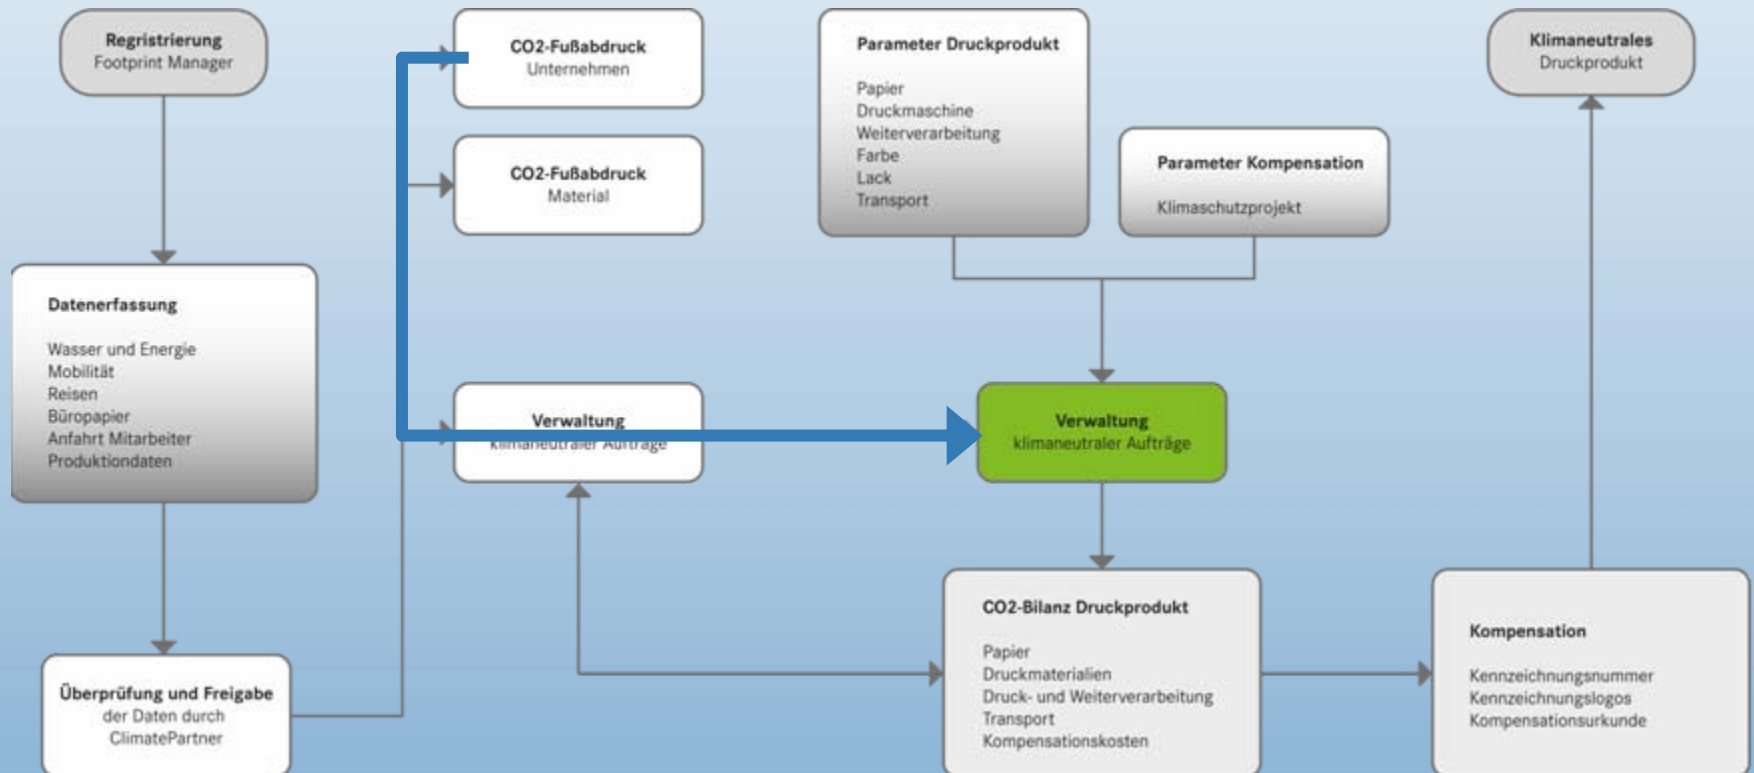 Regristrierung
Footprint Manager
CO2-Fußabdruck
Unternehmen
CO2-Fußabdruck
Material
Parameter Druckprodukt
Papier
Druckmaschine
Weiterverarbeitung
Farbe
Lack
Transport
Parameter Kompensation
Klimaschutzprojekt
Klimaneutrales
Druckprodukt
Datenerfassung
Wasser und Energie
Mobilität
Reisen
Büropapier
Anfahrt Mitarbeiter
Produktiondaten
Verwaltung
klimaneutraler Aufträge
Verwaltung
klimaneutraler Aufträge
Überprüfung und Freigabe
der Daten durch
ClimatePartner
CO2-Bilanz Druckprodukt
Papier
Druckmaterialien
Druck- und Weiterverarbeitung
Transport
Kompensationskosten
Kompensation
Kennzeichnungsnummer
Kennzeichnungslogos
Kompensationsurkunde